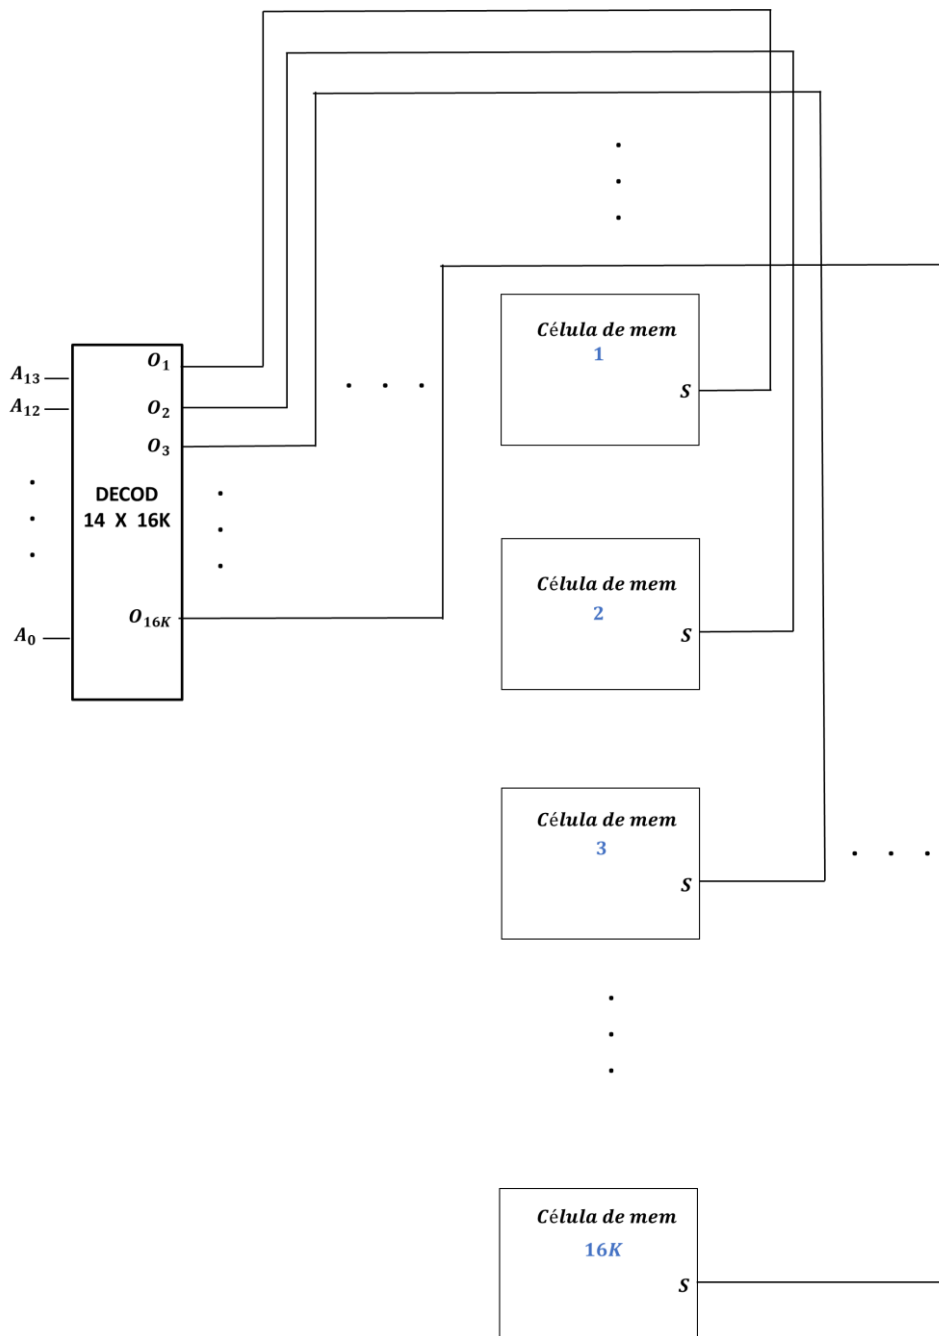 A13
A12
A0
O1
O2
O3
DECOD
14 X 16K
O16K
Célula de mem
1
S
Célula de mem
2
S
Célula de mem
3
S
Célula de mem
16K
S